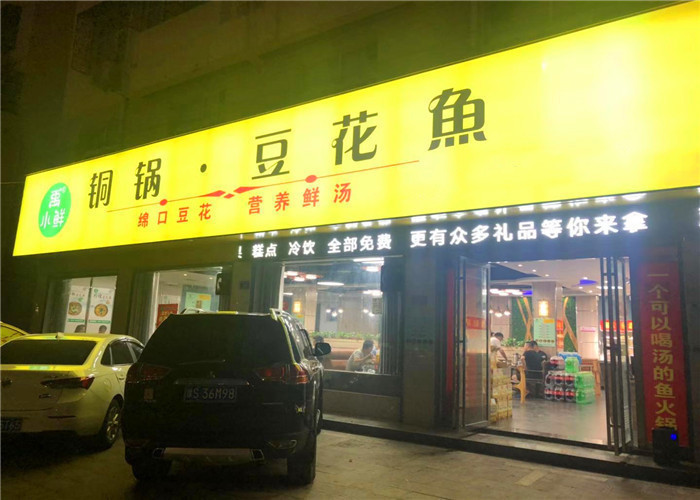 禹
小鲜
铜锅·豆花魚
绵口豆花 营养鲜汤
糕点 冷饮 全部免费 更有众多礼品等你来拿
一个可以喝汤的鱼火锅
S·36M98